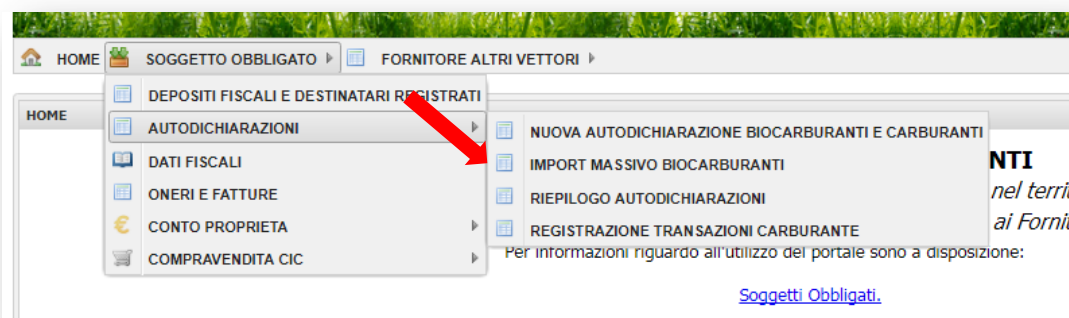 HOME SOGGETTO OBBLIGATO FORNITORE ALTRI VETTORI
DEPOSITI FISCALI E DESTINATARI REGISTRATI
HOME
AUTODICHIARAZIONI
NUOVA AUTODICHIARAZIONE BIOCARBURANTI E CARBURANTI
DATI FISCALI
IMPORT MASSIVO BIOCARBURANTI
NTI
ONERI E FATTURE
RIEPILOGO AUTODICHIARAZIONI
nel territ
CONTO PROPRIETA
REGISTRAZIONE TRANSAZIONI CARBURANTE
ai Fornit
COMPRAVENDITA CIC
Per informazioni riguardo all'utilizzo del portale sono a disposizione:
Soggetti Obbligati.